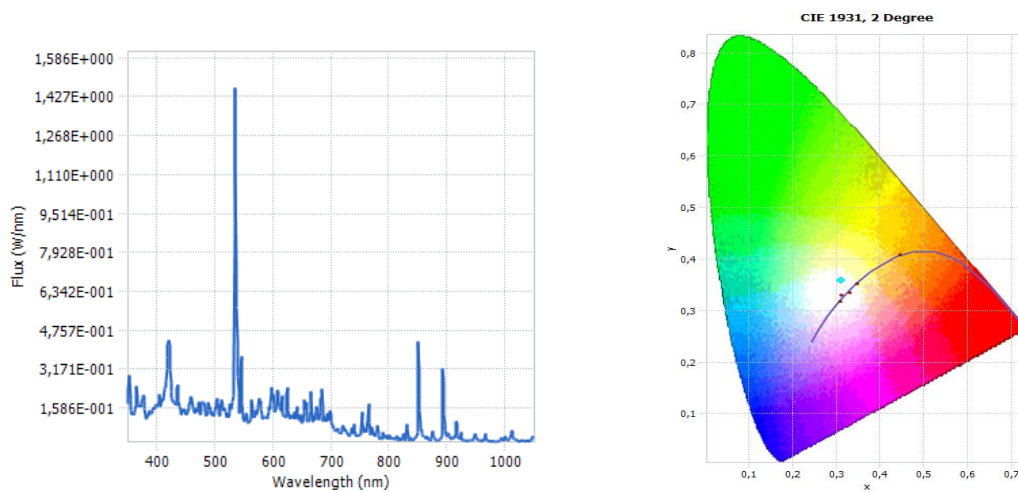 1,586E+000
1,427E+000
1,268E+000
1,110E+000
9,514E-001
7,928E-001
6,342E-001
4,757E-001
3,171E-001
1,586E-001
Flux (W/nm)
400 500 600 700 800 900 1000
Wavelength (nm)
CIE 1931, 2 Degree
0,8
0,7
0,6
0,5
0,4
0,3
0,2
0,1
y
0,1 0,2 0,3 0,4 0,5 0,6 0,7
x